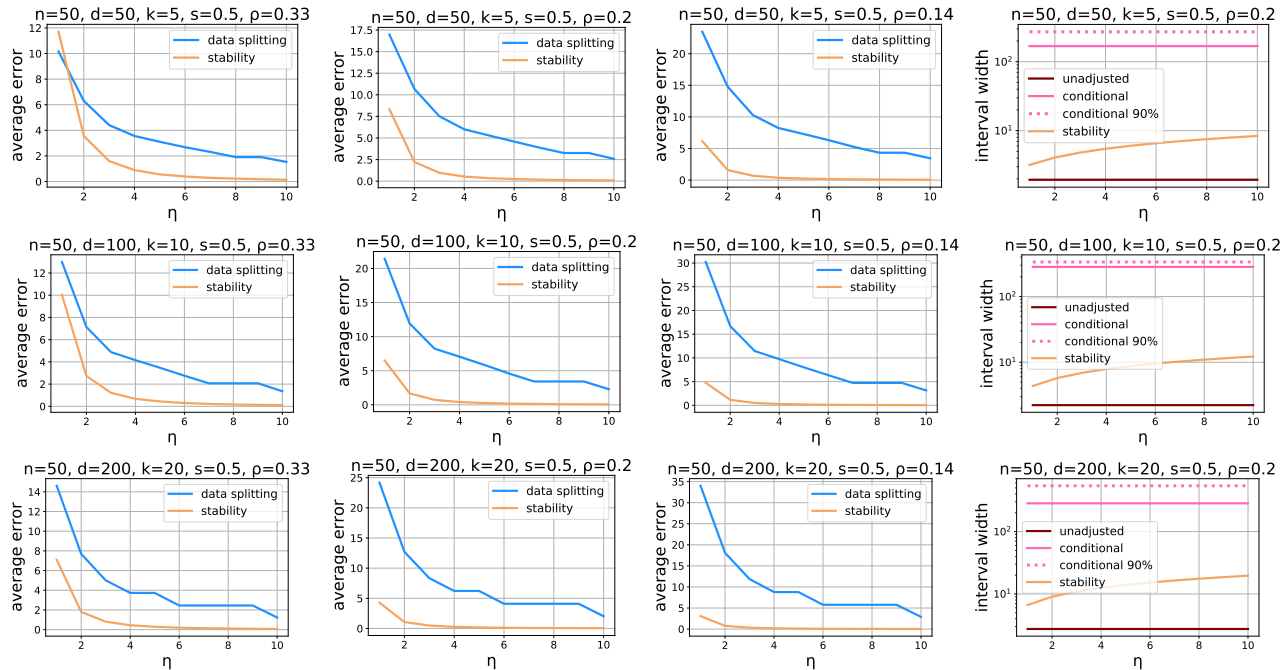 n=50, d=50, k=5, s=0.5, ρ=0.33
average error
12
10
8
6
4
2
0
data splitting
stability
2 4 6 8 10
η
n=50, d=50, k=5, s=0.5, ρ=0.2
average error
17.5
15.0
12.5
10.0
7.5
5.0
2.5
0.0
data splitting
stability
2 4 6 8 10
η
n=50, d=50, k=5, s=0.5, ρ=0.14
average error
20
15
10
5
0
data splitting
stability
2 4 6 8 10
η
n=50, d=50, k=5, s=0.5, ρ=0.2
interval width
10²
10¹
unadjusted
conditional
conditional 90%
stability
2 4 6 8 10
η
n=50, d=100, k=10, s=0.5, ρ=0.33
average error
12
10
8
6
4
2
0
data splitting
stability
2 4 6 8 10
η
n=50, d=100, k=10, s=0.5, ρ=0.2
average error
20
15
10
5
0
data splitting
stability
2 4 6 8 10
η
n=50, d=100, k=10, s=0.5, ρ=0.14
average error
30
25
20
15
10
5
0
data splitting
stability
2 4 6 8 10
η
n=50, d=100, k=10, s=0.5, ρ=0.2
interval width
10²
10¹
unadjusted
conditional
conditional 90%
stability
2 4 6 8 10
η
n=50, d=200, k=20, s=0.5, ρ=0.33
average error
14
12
10
8
6
4
2
0
data splitting
stability
2 4 6 8 10
η
n=50, d=200, k=20, s=0.5, ρ=0.2
average error
25
20
15
10
5
0
data splitting
stability
2 4 6 8 10
η
n=50, d=200, k=20, s=0.5, ρ=0.14
average error
35
30
25
20
15
10
5
0
data splitting
stability
2 4 6 8 10
η
n=50, d=200, k=20, s=0.5, ρ=0.2
interval width
10²
10¹
unadjusted
conditional
conditional 90%
stability
2 4 6 8 10
η